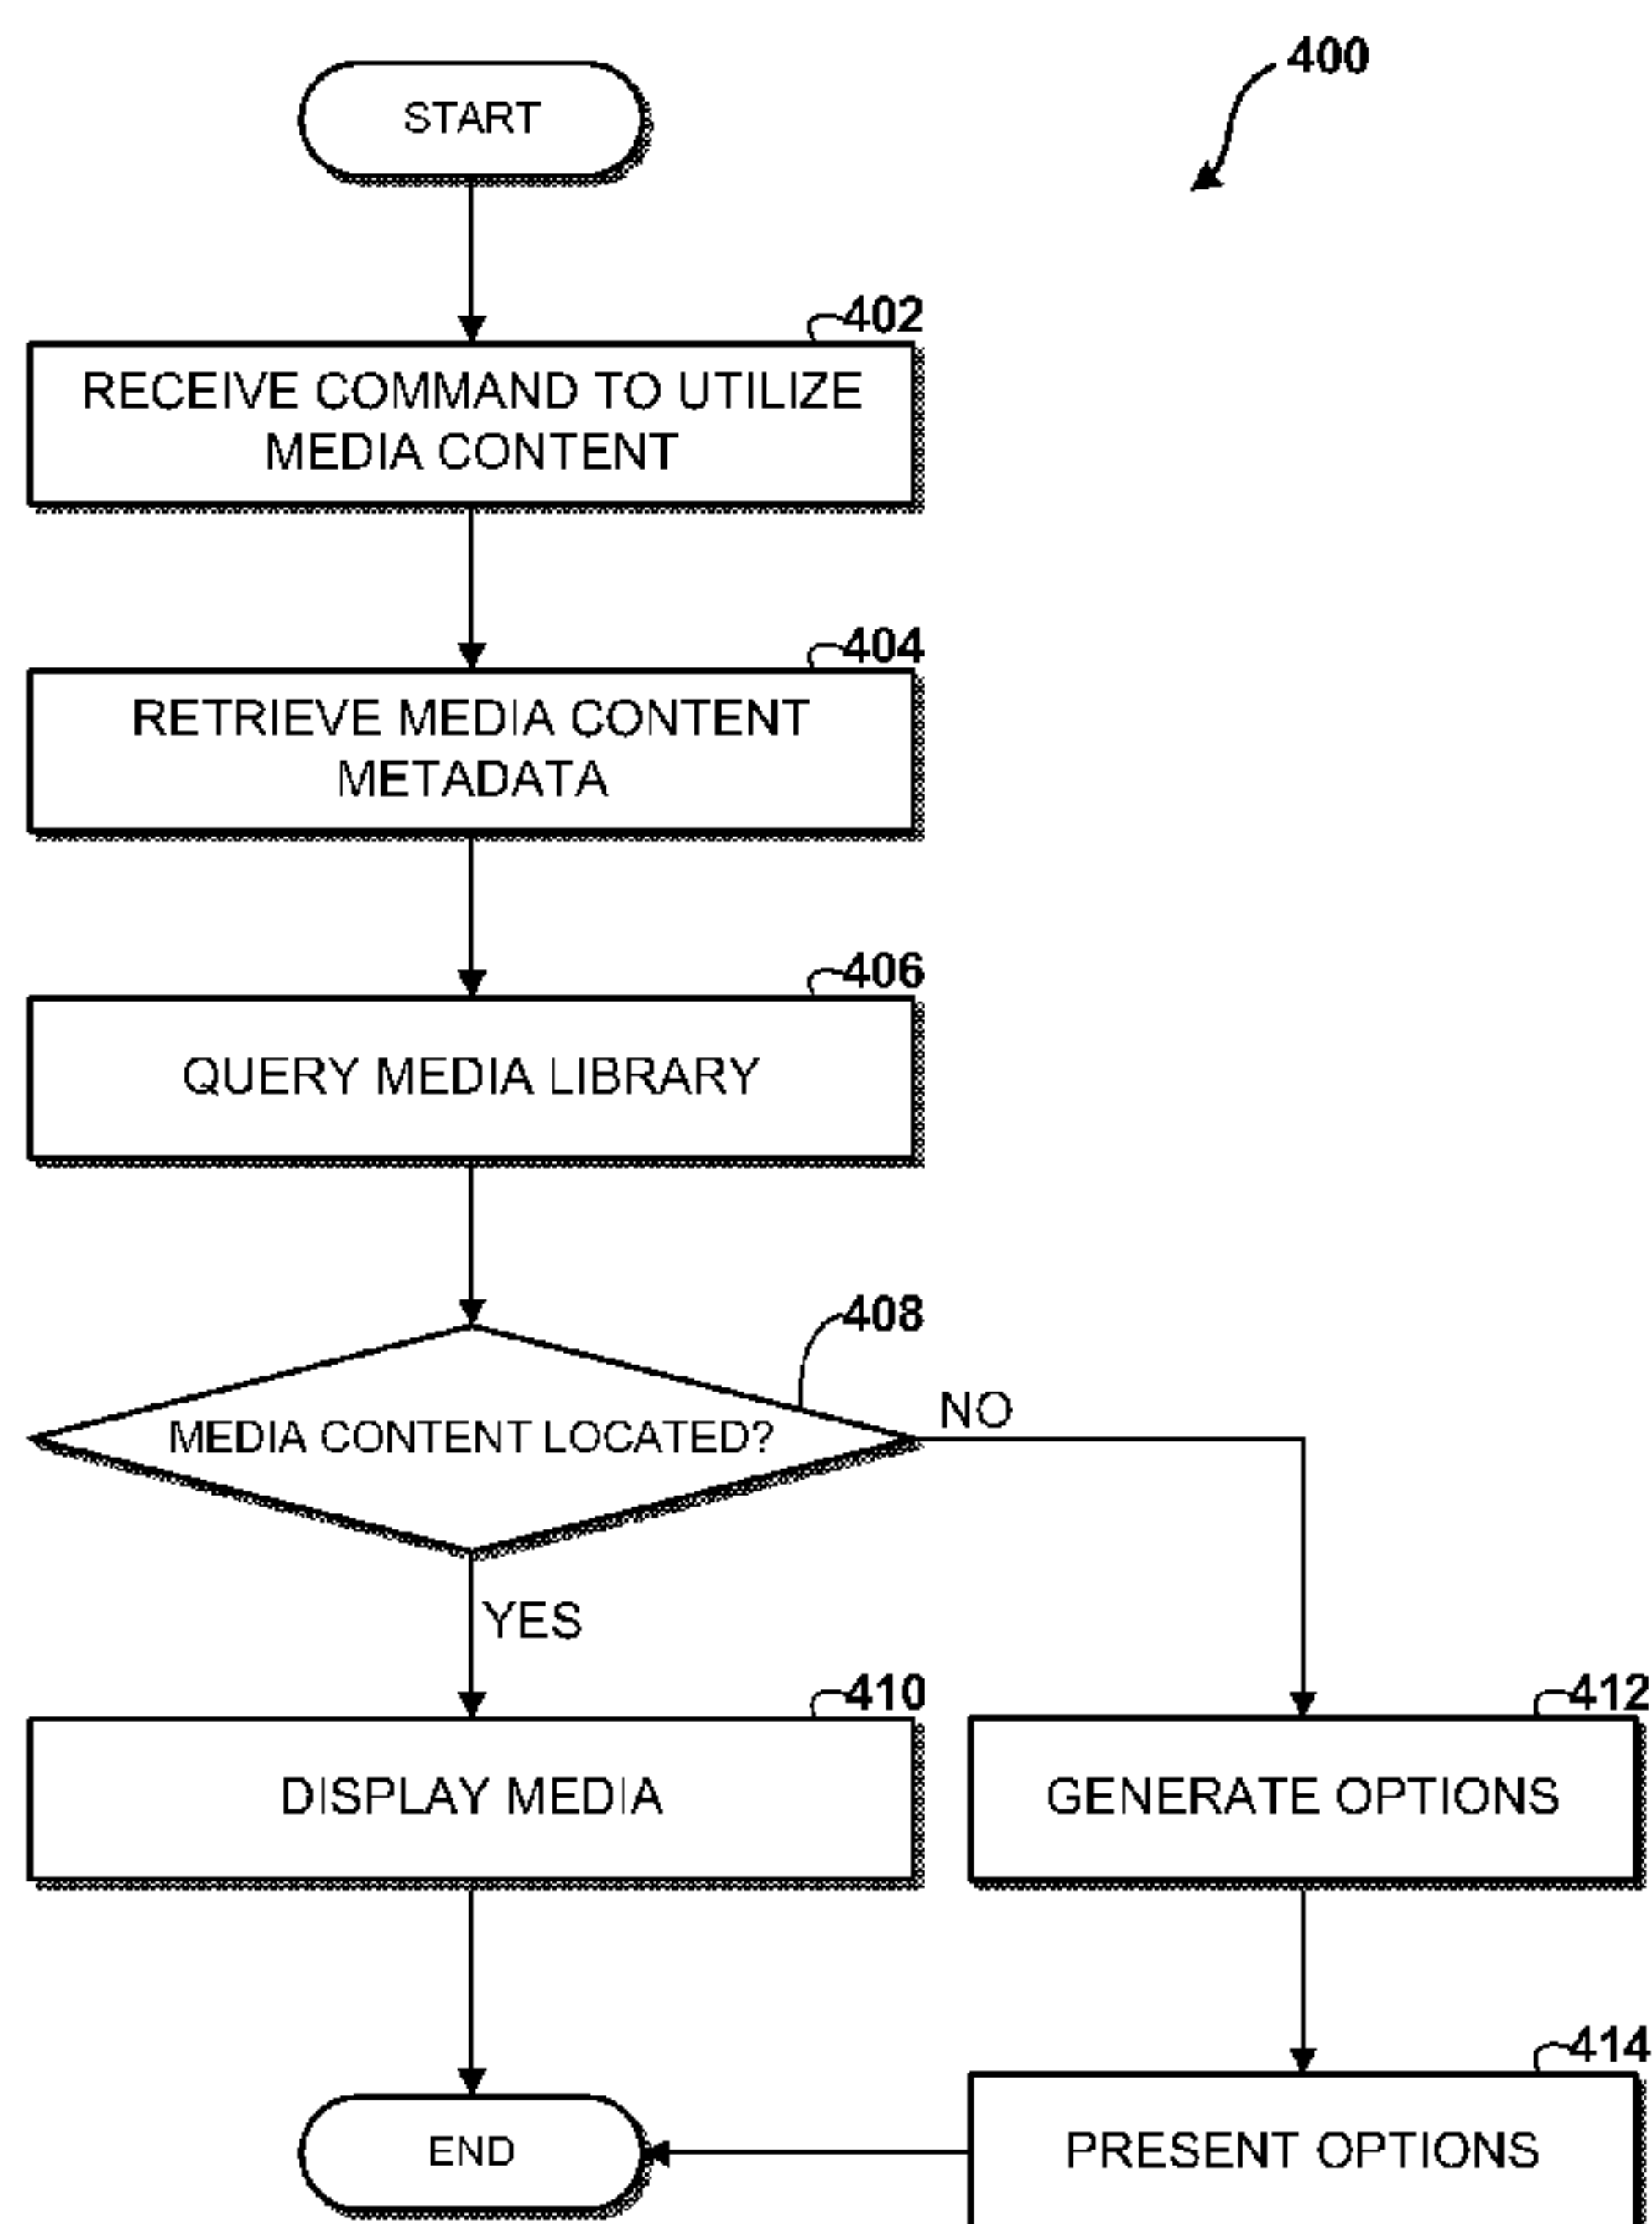 400
START
402
RECEIVE COMMAND TO UTILIZE
MEDIA CONTENT
404
RETRIEVE MEDIA CONTENT
METADATA
406
QUERY MEDIA LIBRARY
408
MEDIA CONTENT LOCATED?
NO
YES
410
DISPLAY MEDIA
412
GENERATE OPTIONS
414
PRESENT OPTIONS
END